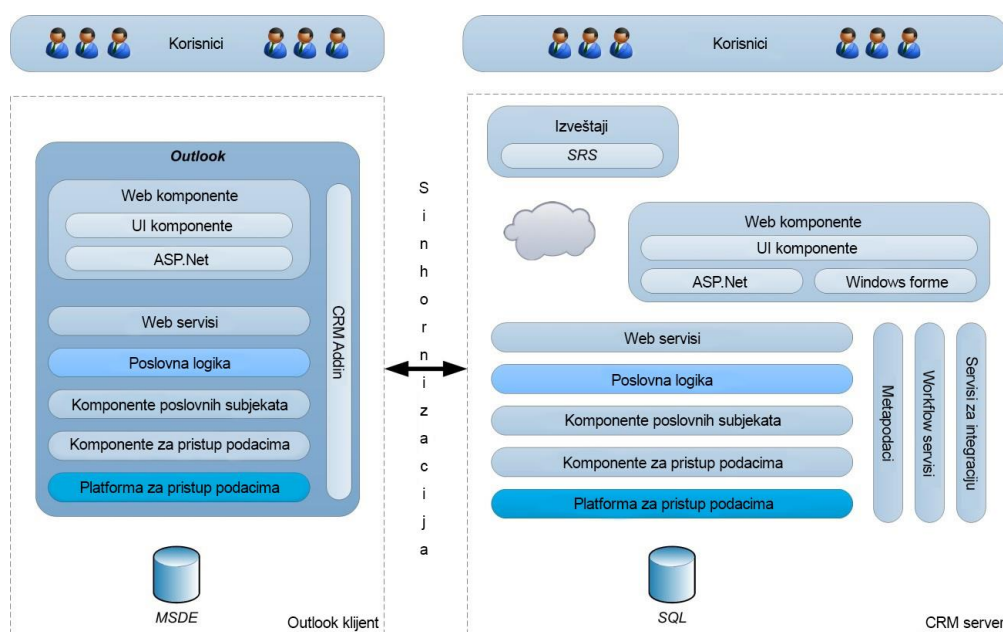 Korisnici
Outlook
Web komponente
UI komponente
ASP.Net
Web servisi
Poslovna logika
Komponente poslovnih subjekata
Komponente za pristup podacima
Platforma za pristup podacima
CRM Addin
MSDE
Outlook klijent
Sinhornizacija
Korisnici
Izveštaji
SRS
Web komponente
UI komponente
ASP.Net
Windows forme
Web servisi
Poslovna logika
Komponente poslovnih subjekata
Komponente za pristup podacima
Platforma za pristup podacima
Metapodaci
Workflow servisi
Servisi za integraciju
SQL
CRM server